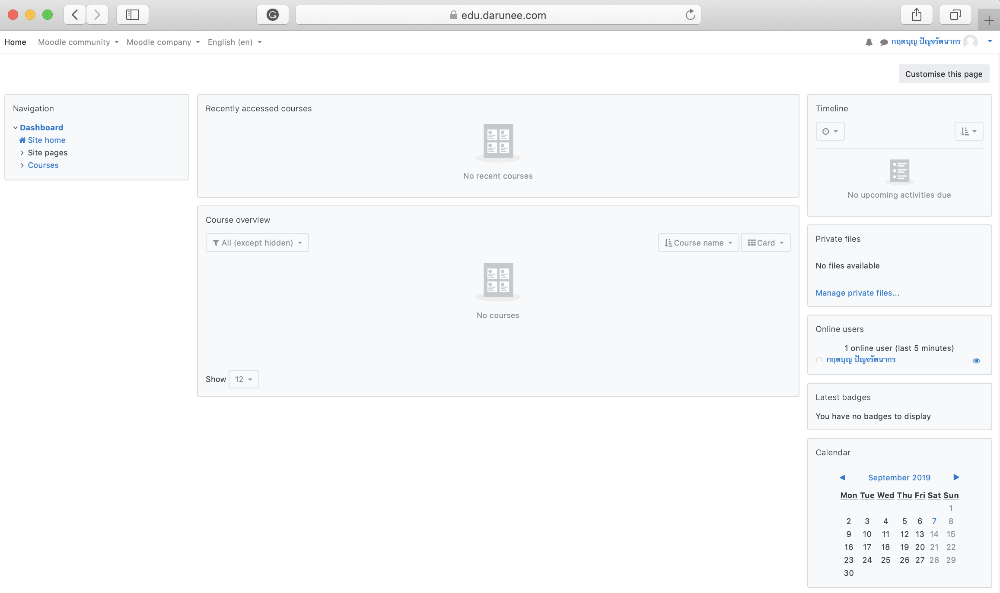 edu.darunee.com
Home Moodle community Moodle company English (en) กฤตบุญ ปัญจรัตนากร
Customise this page
Navigation
Dashboard
Site home
Site pages
Courses
Recently accessed courses
No recent courses
Course overview
All (except hidden) Course name Card
No courses
Show 12
Timeline
No upcoming activities due
Private files
No files available
Manage private files...
Online users
1 online user (last 5 minutes)
กฤตบุญ ปัญจรัตนากร
Latest badges
You have no badges to display
Calendar
◀ September 2019 ▶
Mon Tue Wed Thu Fri Sat Sun
1
2 3 4 5 6 7 8
9 10 11 12 13 14 15
16 17 18 19 20 21 22
23 24 25 26 27 28 29
30